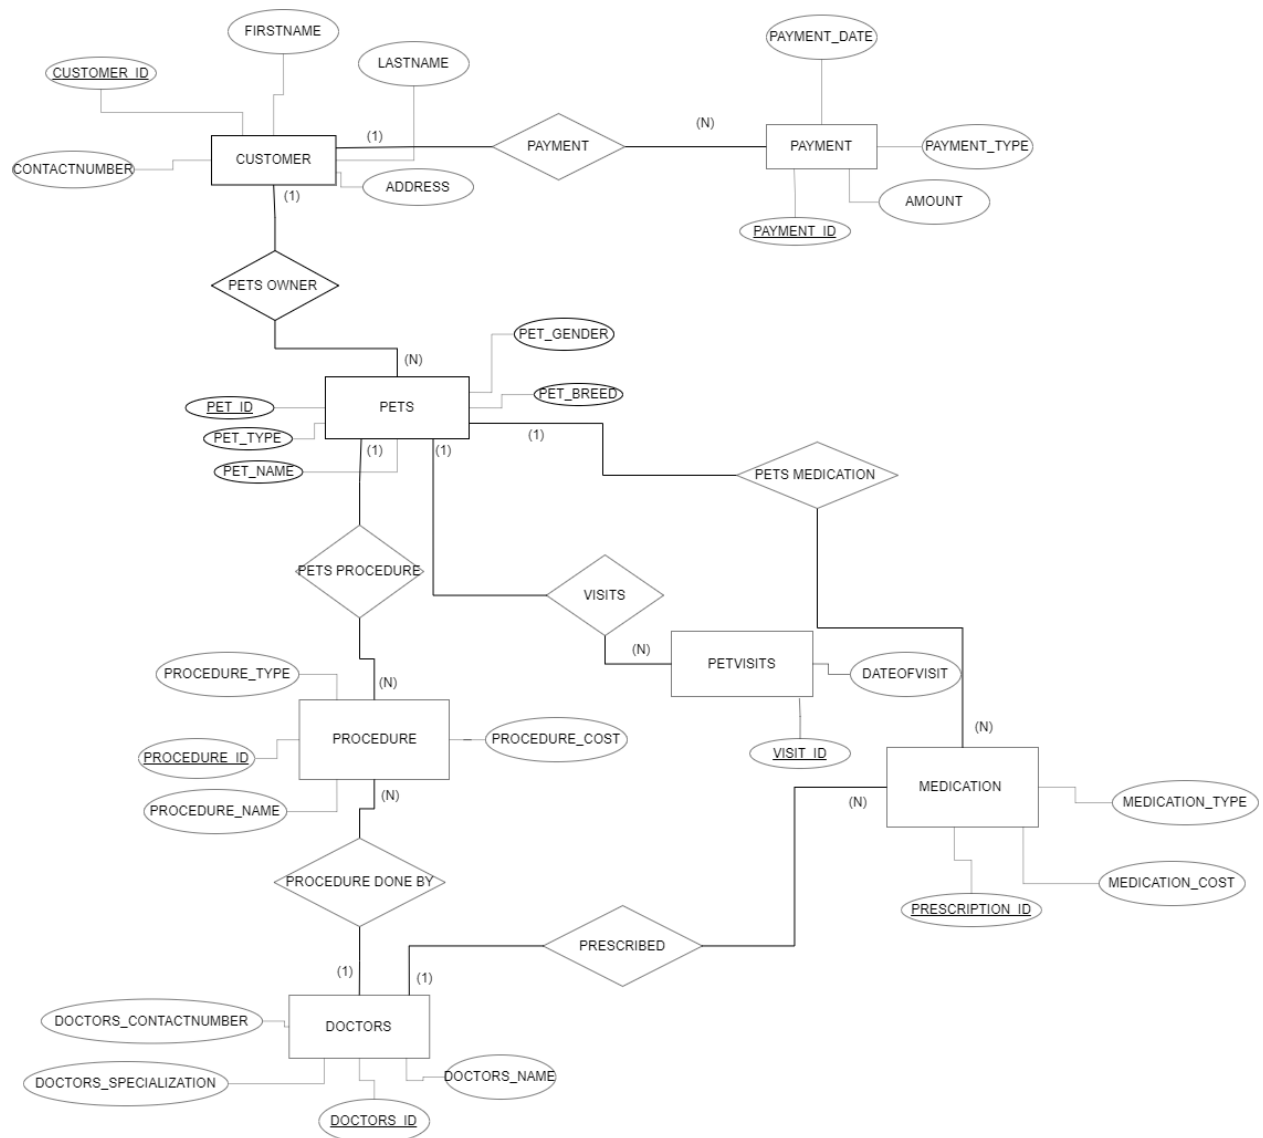 FIRSTNAME
PAYMENT_DATE
LASTNAME
CUSTOMER_ID
(1)
(N)
PAYMENT
PAYMENT
PAYMENT_TYPE
CUSTOMER
CONTACTNUMBER
ADDRESS
(1)
AMOUNT
PAYMENT_ID
PETS OWNER
PET_GENDER
(N)
PET_BREED
PET_ID
PETS
PET_TYPE
(1)
(1)
(1)
PET_NAME
PETS MEDICATION
PETS PROCEDURE
VISITS
(N)
PETVISITS
PROCEDURE_TYPE
DATEOFVISIT
(N)
PROCEDURE
PROCEDURE_COST
(N)
PROCEDURE_ID
VISIT_ID
MEDICATION
(N)
(N)
MEDICATION_TYPE
PROCEDURE_NAME
PROCEDURE DONE BY
MEDICATION_COST
PRESCRIPTION_ID
PRESCRIBED
(1)
(1)
DOCTORS_CONTACTNUMBER
DOCTORS
DOCTORS_NAME
DOCTORS_SPECIALIZATION
DOCTORS_ID